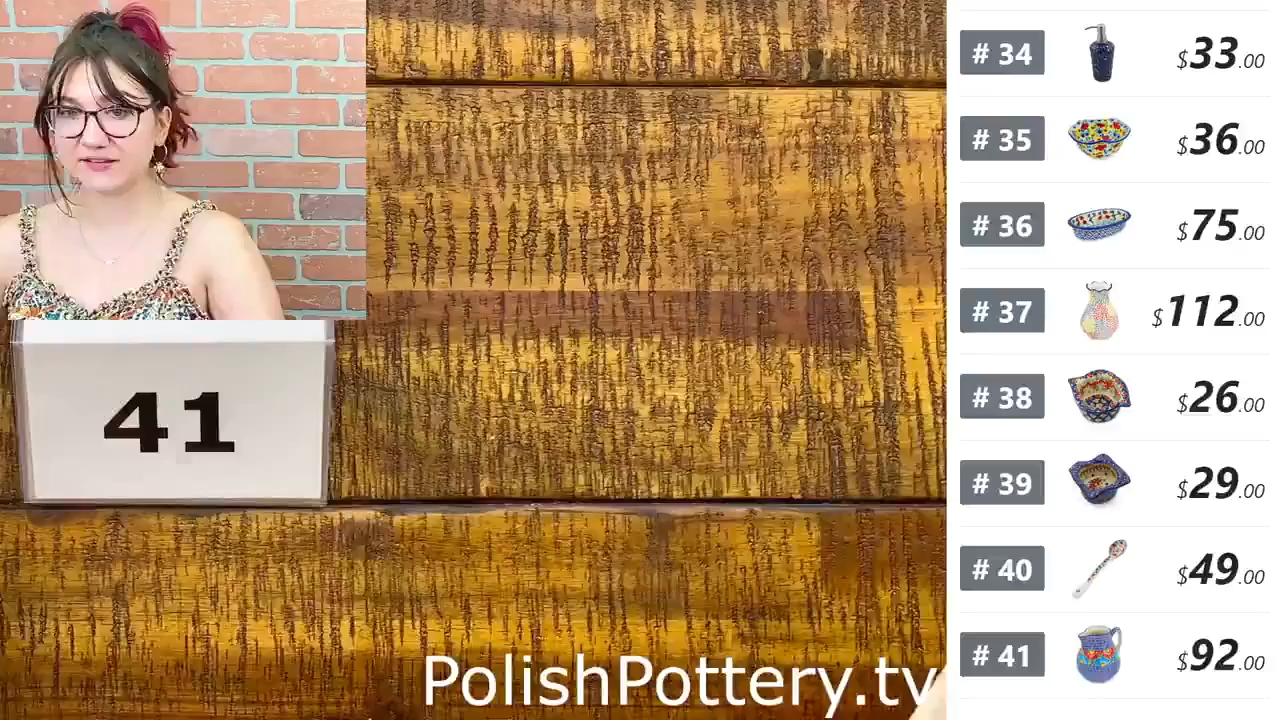 41
PolishPottery.tv
# 34 $33.00
# 35 $36.00
# 36 $75.00
# 37 $112.00
# 38 $26.00
# 39 $29.00
# 40 $49.00
# 41 $92.00